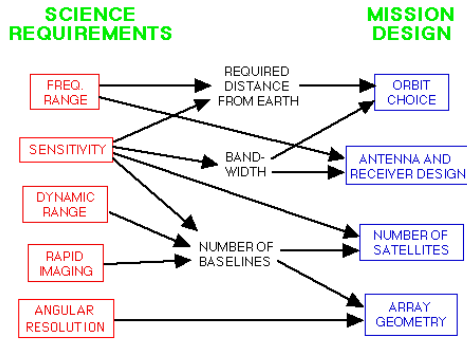 SCIENCE
REQUIREMENTS
MISSION
DESIGN
FREQ.
RANGE
REQUIRED
DISTANCE
FROM EARTH
ORBIT
CHOICE
SENSITIVITY
BAND-
WIDTH
ANTENNA AND
RECEIVER DESIGN
DYNAMIC
RANGE
NUMBER OF
BASELINES
NUMBER OF
SATELLITES
RAPID
IMAGING
ANGULAR
RESOLUTION
ARRAY
GEOMETRY